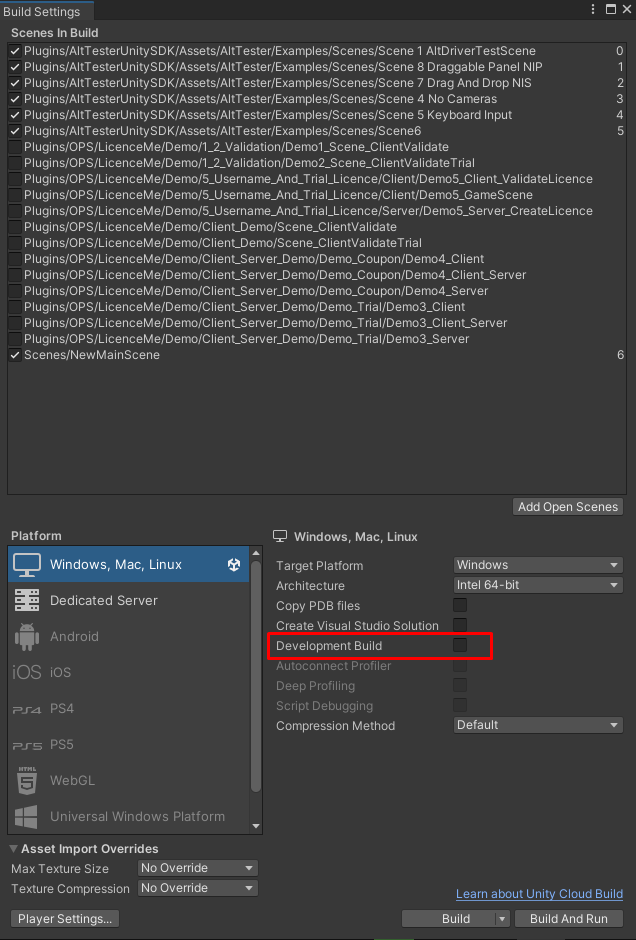 Build Settings
Scenes In Build
Plugins/AltTesterUnitySDK/Assets/AltTester/Examples/Scenes/Scene 1 AltDriverTestScene 0
Plugins/AltTesterUnitySDK/Assets/AltTester/Examples/Scenes/Scene 8 Draggable Panel NIP 1
Plugins/AltTesterUnitySDK/Assets/AltTester/Examples/Scenes/Scene 7 Drag And Drop NIS 2
Plugins/AltTesterUnitySDK/Assets/AltTester/Examples/Scenes/Scene 4 No Cameras 3
Plugins/AltTesterUnitySDK/Assets/AltTester/Examples/Scenes/Scene 5 Keyboard Input 4
Plugins/AltTesterUnitySDK/Assets/AltTester/Examples/Scenes/Scene6 5
Plugins/OPS/LicenceMe/Demo/1_2_Validation/Demo1_Scene_ClientValidate
Plugins/OPS/LicenceMe/Demo/1_2_Validation/Demo2_Scene_ClientValidateTrial
Plugins/OPS/LicenceMe/Demo/5_Username_And_Trial_Licence/Client/Demo5_Client_ValidateLicence
Plugins/OPS/LicenceMe/Demo/5_Username_And_Trial_Licence/Client/Demo5_GameScene
Plugins/OPS/LicenceMe/Demo/5_Username_And_Trial_Licence/Server/Demo5_Server_CreateLicence
Plugins/OPS/LicenceMe/Demo/Client_Demo/Scene_ClientValidate
Plugins/OPS/LicenceMe/Demo/Client_Demo/Scene_ClientValidateTrial
Plugins/OPS/LicenceMe/Demo/Client_Server_Demo/Demo_Coupon/Demo4_Client
Plugins/OPS/LicenceMe/Demo/Client_Server_Demo/Demo_Coupon/Demo4_Client_Server
Plugins/OPS/LicenceMe/Demo/Client_Server_Demo/Demo_Coupon/Demo4_Server
Plugins/OPS/LicenceMe/Demo/Client_Server_Demo/Demo_Trial/Demo3_Client
Plugins/OPS/LicenceMe/Demo/Client_Server_Demo/Demo_Trial/Demo3_Client_Server
Plugins/OPS/LicenceMe/Demo/Client_Server_Demo/Demo_Trial/Demo3_Server
Scenes/NewMainScene 6
Add Open Scenes
Platform
Windows, Mac, Linux
Dedicated Server
Android
iOS iOS
PS4 PS4
PS5 PS5
HTML 5 WebGL
Universal Windows Platform
Windows, Mac, Linux
Target Platform Windows
Architecture Intel 64-bit
Copy PDB files
Create Visual Studio Solution
Development Build
Autoconnect Profiler
Deep Profiling
Script Debugging
Compression Method Default
Asset Import Overrides
Max Texture Size No Override
Texture Compression No Override
Learn about Unity Cloud Build
Player Settings... Build Build And Run